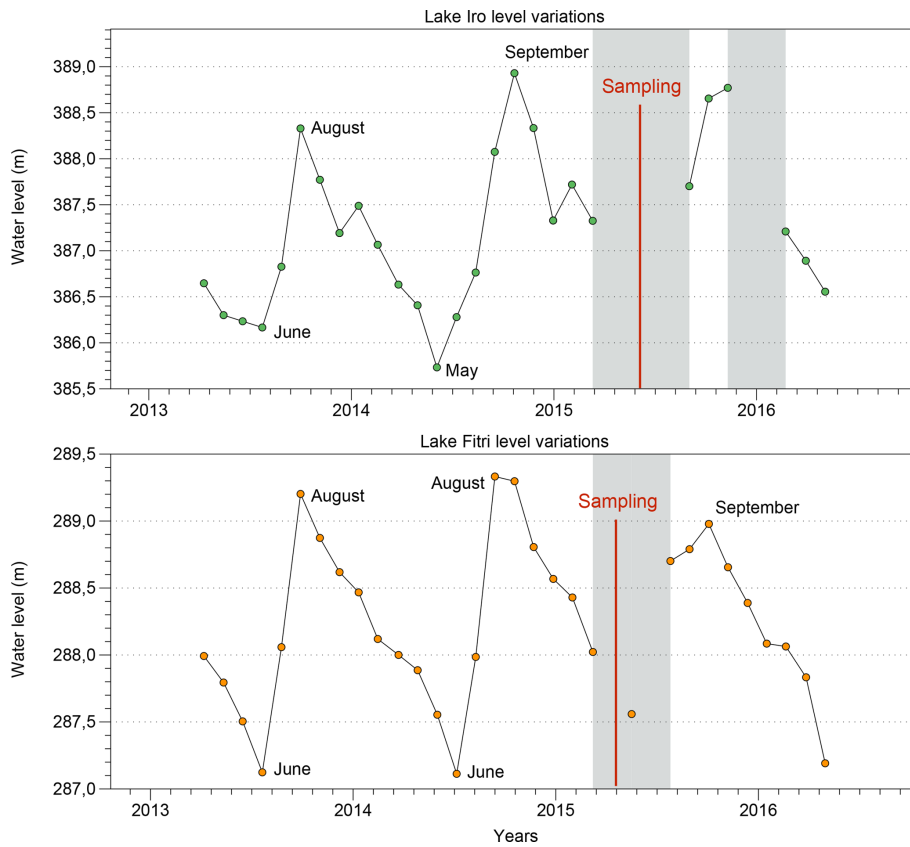 Lake Iro level variations
Water level (m)
389,0
388,5
388,0
387,5
387,0
386,5
386,0
385,5
September
August
Sampling
June
May
2013
2014
2015
2016
Lake Fitri level variations
Water level (m)
289,5
289,0
288,5
288,0
287,5
287,0
August
August
Sampling
September
June
June
2013
2014
2015
2016
Years